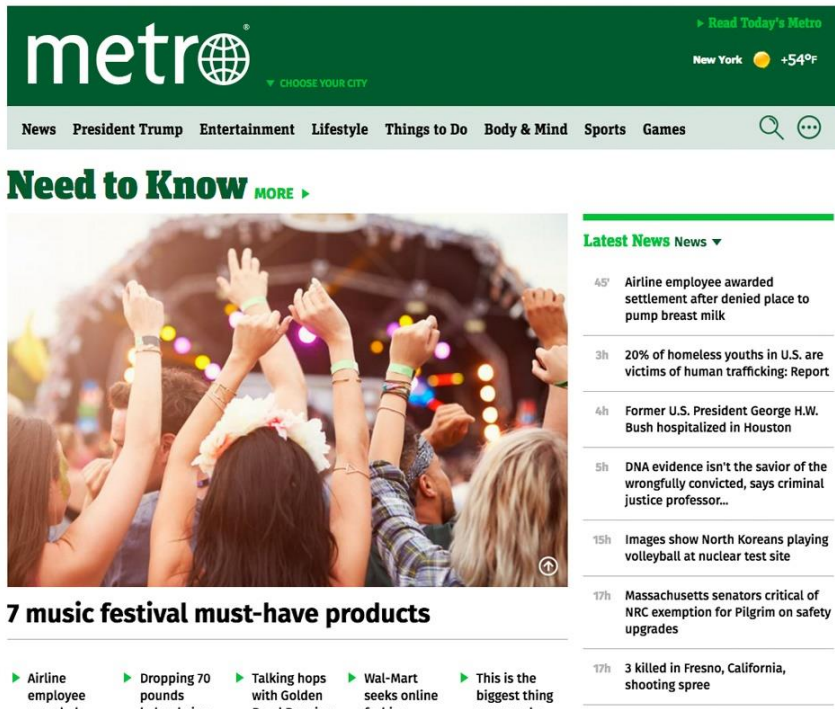 metro®
CHOOSE YOUR CITY
Read Today's Metro
New York +54°F
News President Trump Entertainment Lifestyle Things to Do Body & Mind Sports Games
Need to Know MORE
7 music festival must-have products
Latest News News
45'
Airline employee awarded
settlement after denied place to
pump breast milk
3h
20% of homeless youths in U.S. are
victims of human trafficking: Report
4h
Former U.S. President George H.W.
Bush hospitalized in Houston
5h
DNA evidence isn't the savior of the
wrongfully convicted, says criminal
justice professor...
15h
Images show North Koreans playing
volleyball at nuclear test site
17h
Massachusetts senators critical of
NRC exemption for Pilgrim on safety
upgrades
17h
3 killed in Fresno, California,
shooting spree
Airline
employee
Dropping 70
pounds
Talking hops
with Golden
Wal-Mart
seeks online
This is the
biggest thing